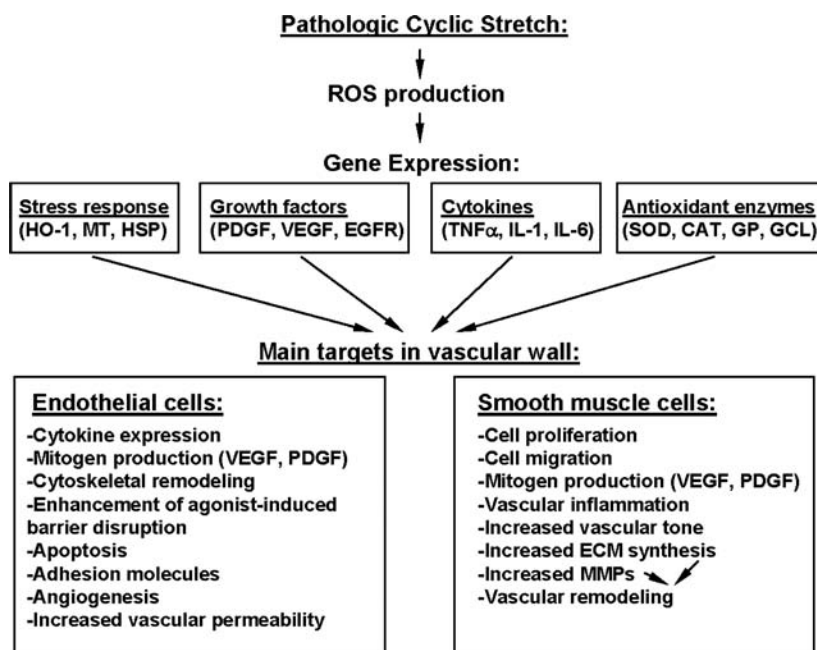 Pathologic Cyclic Stretch:
ROS production
Gene Expression:
Stress response
(HO-1, MT, HSP)
Growth factors
(PDGF, VEGF, EGFR)
Cytokines
(TNFα, IL-1, IL-6)
Antioxidant enzymes
(SOD, CAT, GP, GCL)
Main targets in vascular wall:
Endothelial cells:
-Cytokine expression
-Mitogen production (VEGF, PDGF)
-Cytoskeletal remodeling
-Enhancement of agonist-induced
barrier disruption
-Apoptosis
-Adhesion molecules
-Angiogenesis
-Increased vascular permeability
Smooth muscle cells:
-Cell proliferation
-Cell migration
-Mitogen production (VEGF, PDGF)
-Vascular inflammation
-Increased vascular tone
-Increased ECM synthesis
-Increased MMPs
-Vascular remodeling